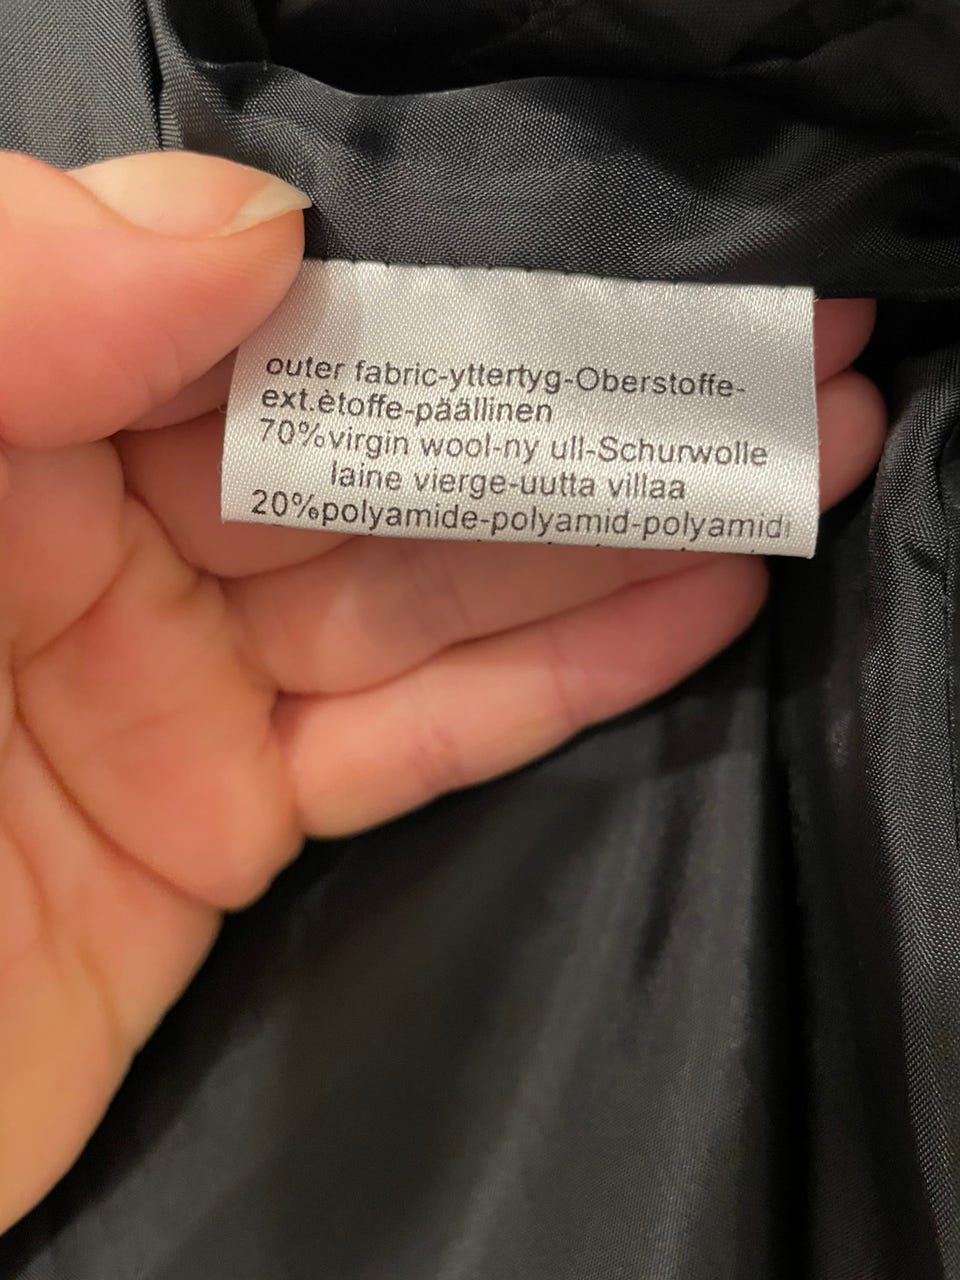 outer fabric-yttertyg-Oberstoffe-
ext.ètoffe-päällinen
70%virgin wool-ny ull-Schurwolle
laine vierge-uutta villaa
20%polyamide-polyamid-polyamidi